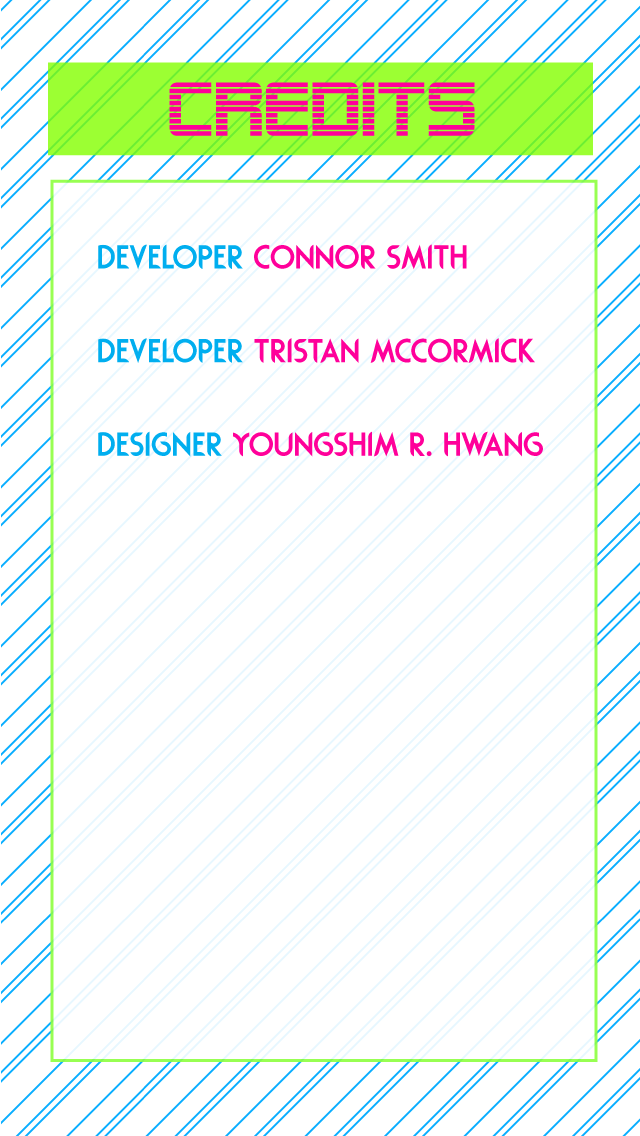 CREDITS
DEVELOPER CONNOR SMITH
DEVELOPER TRISTAN MCCORMICK
DESIGNER YOUNGSHIM R. HWANG